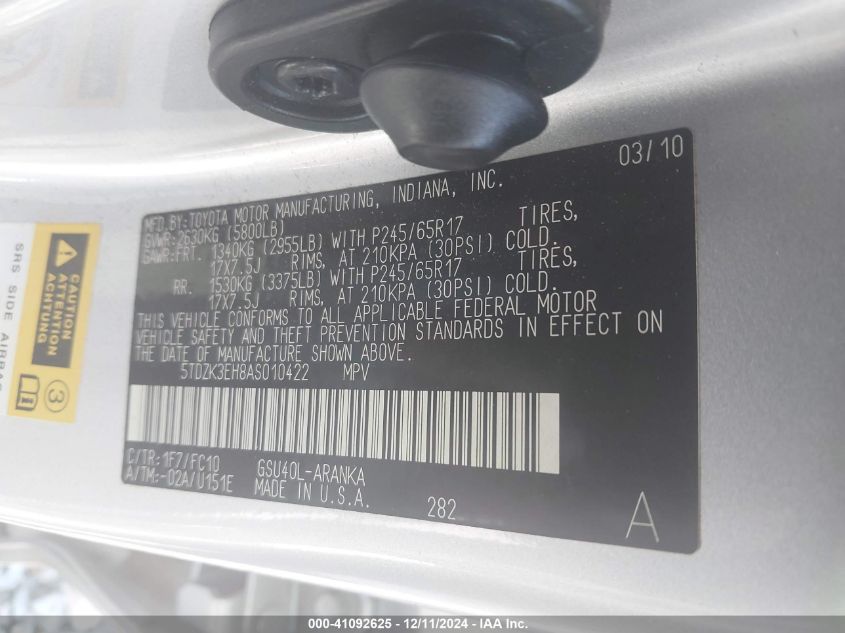 03/10
MFD.BY:TOYOTA MOTOR MANUFACTURING, INDIANA, INC.
GVWR:2630KG (5800LB)
GAWR:FRT. 1340KG (2955LB) WITH P245/65R17 TIRES,
17X7.5J RIMS, AT 210KPA (30PSI) COLD.
RR. 1530KG (3375LB) WITH P245/65R17 TIRES,
17X7.5J RIMS, AT 210KPA (30PSI) COLD.
THIS VEHICLE CONFORMS TO ALL APPLICABLE FEDERAL MOTOR
VEHICLE SAFETY AND THEFT PREVENTION STANDARDS IN EFFECT ON
THE DATE OF MANUFACTURE SHOWN ABOVE.
5TDZK3EH8AS010422 MPV
C/TR:1F7/FC10 GSU40L-ARANKA
A/TM:-02A/U151E MADE IN U.S.A.
282
A
CAUTION
ATTENTION
ACHTUNG
3
SRS SIDE AIRBAG
000-41092625 - 12/11/2024 - IAA Inc.